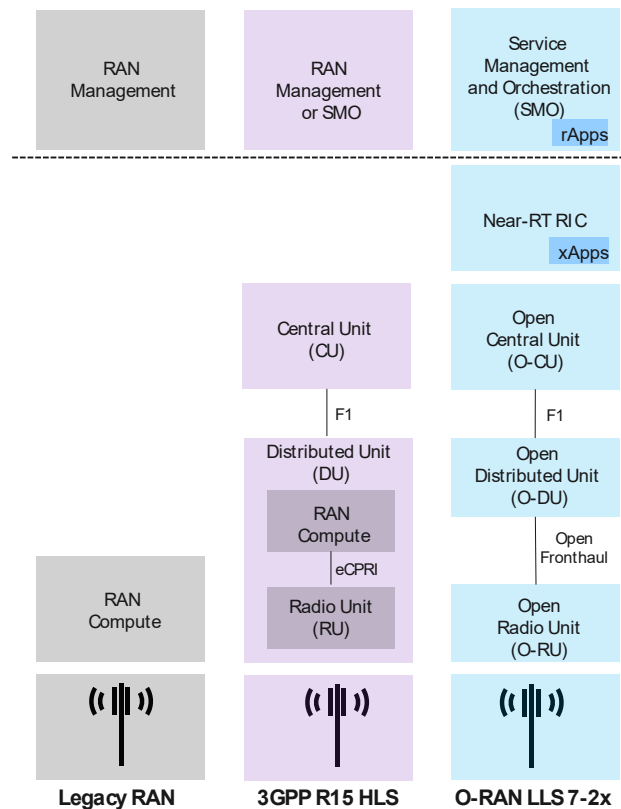 RAN
Management
RAN
Management
or SMO
Service
Management
and Orchestration
(SMO)
rApps
Near-RT RIC
xApps
Central Unit
(CU)
Open
Central Unit
(O-CU)
F1
F1
Distributed Unit
(DU)
Open
Distributed Unit
(O-DU)
RAN
Compute
eCPRI
Open
Fronthaul
RAN
Compute
Radio Unit
(RU)
Open
Radio Unit
(O-RU)
Legacy RAN
3GPP R15 HLS
O-RAN LLS 7-2x